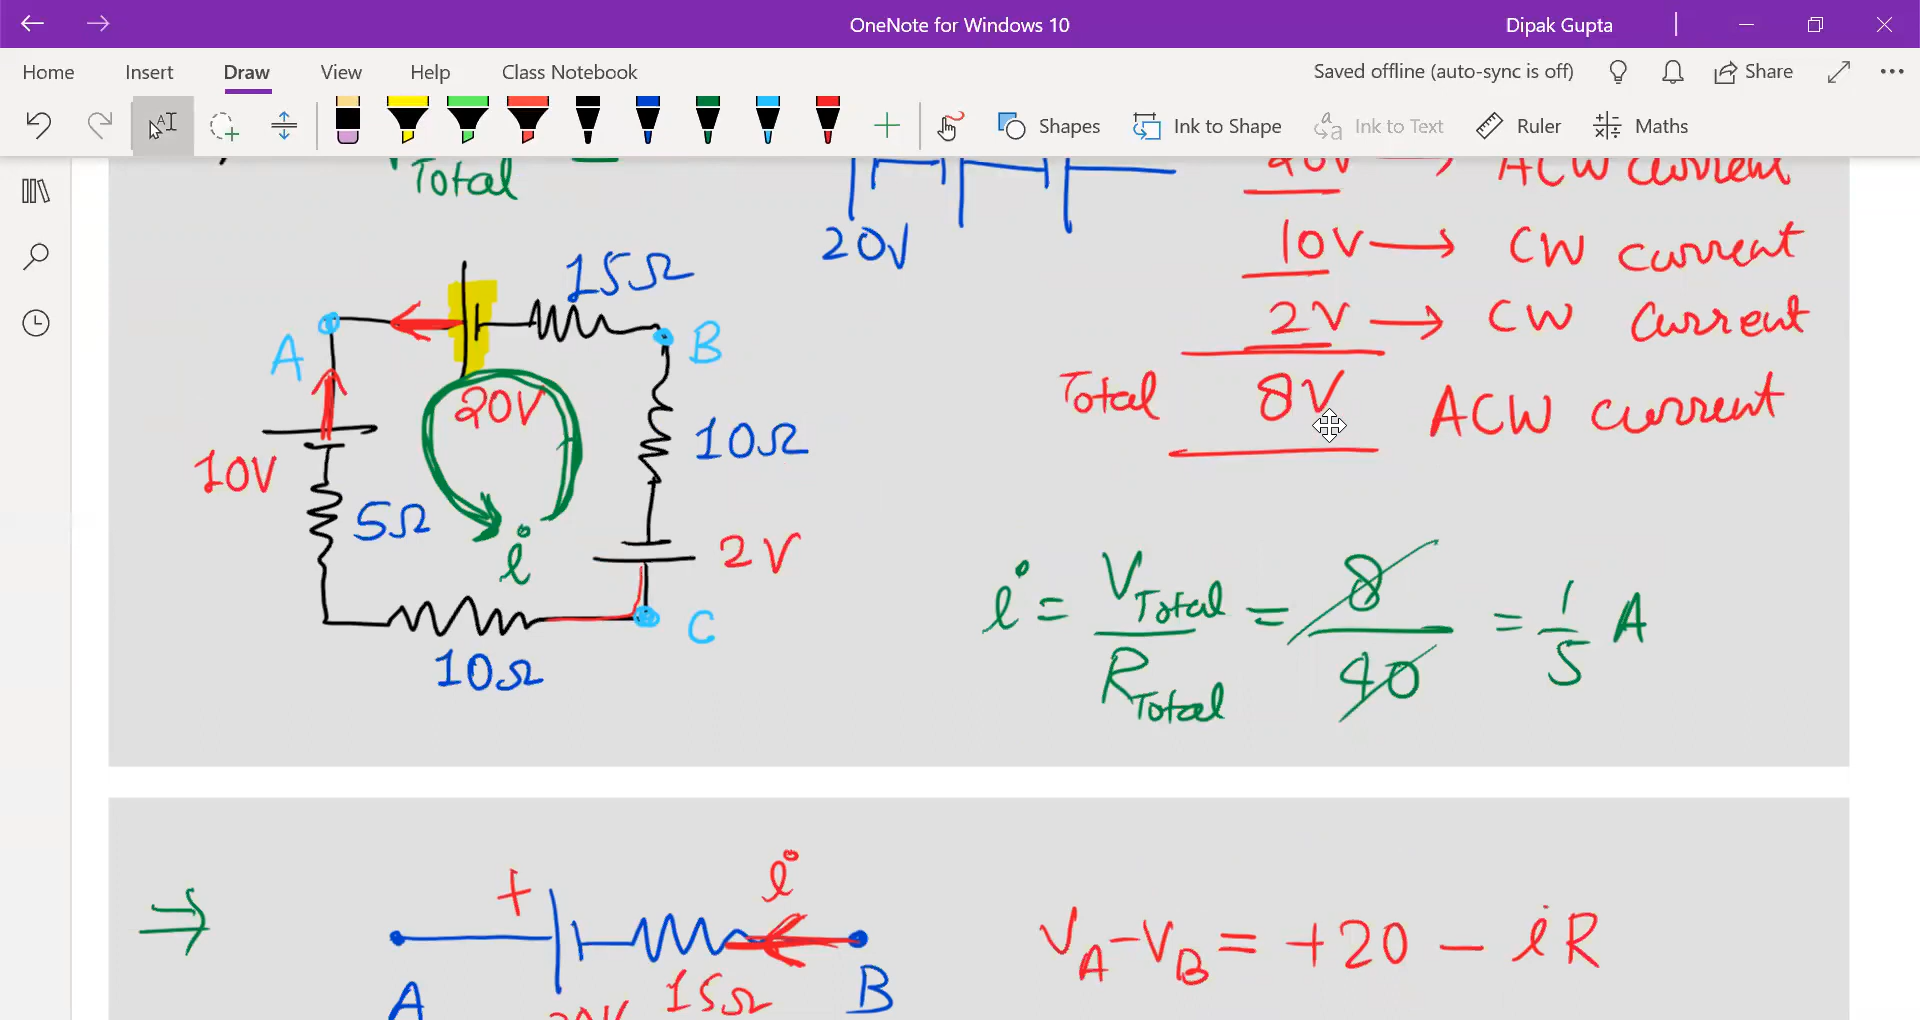 OneNote for Windows 10
Dipak Gupta
Home Insert Draw View Help Class Notebook
Saved offline (auto-sync is off)
Share
Shapes
Ink to Shape
Ink to Text
Ruler
Maths
Total
20V
ACW current
10V → CW current
2V → CW current
Total 8V ACW current
15Ω
A
B
20V
10Ω
10V
5Ω
i
2V
C
10Ω
i = VTotal / RTotal = 8 / 40 = 1/5 A
⇒
+
i
A
15Ω
B
VA - VB = +20 - iR